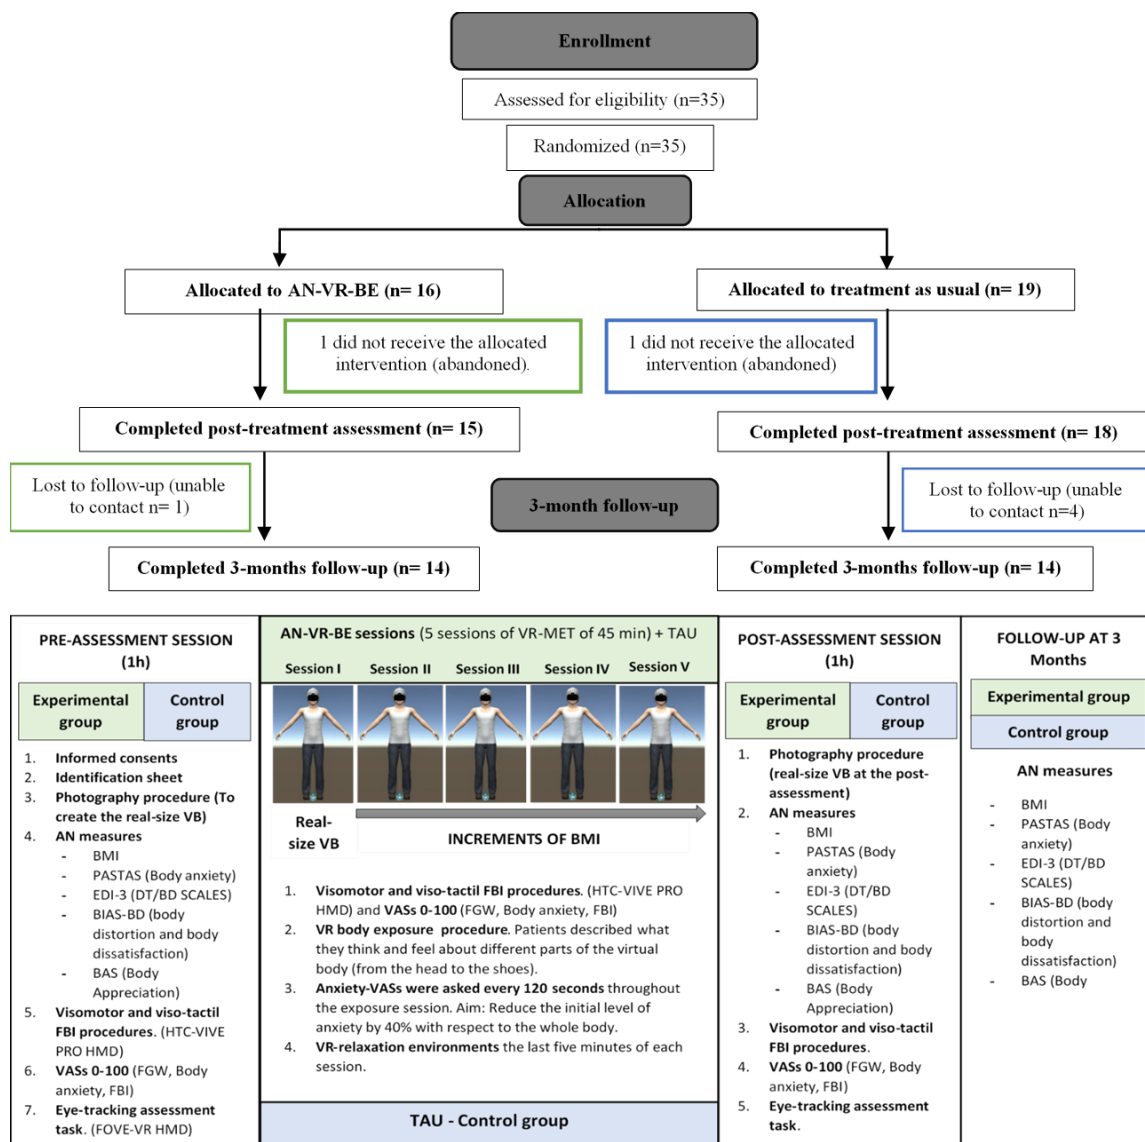 Enrollment
Assessed for eligibility (n=35)
Randomized (n=35)
Allocation
Allocated to AN-VR-BE (n= 16)
Allocated to treatment as usual (n= 19)
1 did not receive the allocated
intervention (abandoned).
1 did not receive the allocated
intervention (abandoned)
Completed post-treatment assessment (n= 15)
Completed post-treatment assessment (n= 18)
Lost to follow-up (unable
to contact n= 1)
3-month follow-up
Lost to follow-up (unable
to contact n=4)
Completed 3-months follow-up (n= 14)
Completed 3-months follow-up (n= 14)
PRE-ASSESSMENT SESSION
(1h)
Experimental
group
Control
group
1. Informed consents
2. Identification sheet
3. Photography procedure (To
create the real-size VB)
4. AN measures
- BMI
- PASTAS (Body anxiety)
- EDI-3 (DT/BD SCALES)
- BIAS-BD (body
distortion and body
dissatisfaction)
- BAS (Body
Appreciation)
5. Visomotor and viso-tactil
FBI procedures. (HTC-VIVE
PRO HMD)
6. VASs 0-100 (FGW, Body
anxiety, FBI)
7. Eye-tracking assessment
task. (FOVE-VR HMD)
AN-VR-BE sessions (5 sessions of VR-MET of 45 min) + TAU
Session I Session II Session III Session IV Session V
Real-
size VB
INCREMENTS OF BMI
1. Visomotor and viso-tactil FBI procedures. (HTC-VIVE PRO
HMD) and VASs 0-100 (FGW, Body anxiety, FBI)
2. VR body exposure procedure. Patients described what
they think and feel about different parts of the virtual
body (from the head to the shoes).
3. Anxiety-VASs were asked every 120 seconds throughout
the exposure session. Aim: Reduce the initial level of
anxiety by 40% with respect to the whole body.
4. VR-relaxation environments the last five minutes of each
session.
TAU - Control group
POST-ASSESSMENT SESSION
(1h)
Experimental
group
Control
group
1. Photography procedure
(real-size VB at the post-
assessment)
2. AN measures
- BMI
- PASTAS (Body
anxiety)
- EDI-3 (DT/BD
SCALES)
- BIAS-BD (body
distortion and body
dissatisfaction)
- BAS (Body
Appreciation)
3. Visomotor and viso-tactil
FBI procedures.
4. VASs 0-100 (FGW, Body
anxiety, FBI)
5. Eye-tracking assessment
task.
FOLLOW-UP AT 3
Months
Experimental group
Control group
AN measures
- BMI
- PASTAS (Body
anxiety)
- EDI-3 (DT/BD
SCALES)
- BIAS-BD (body
distortion and
body
dissatisfaction)
- BAS (Body